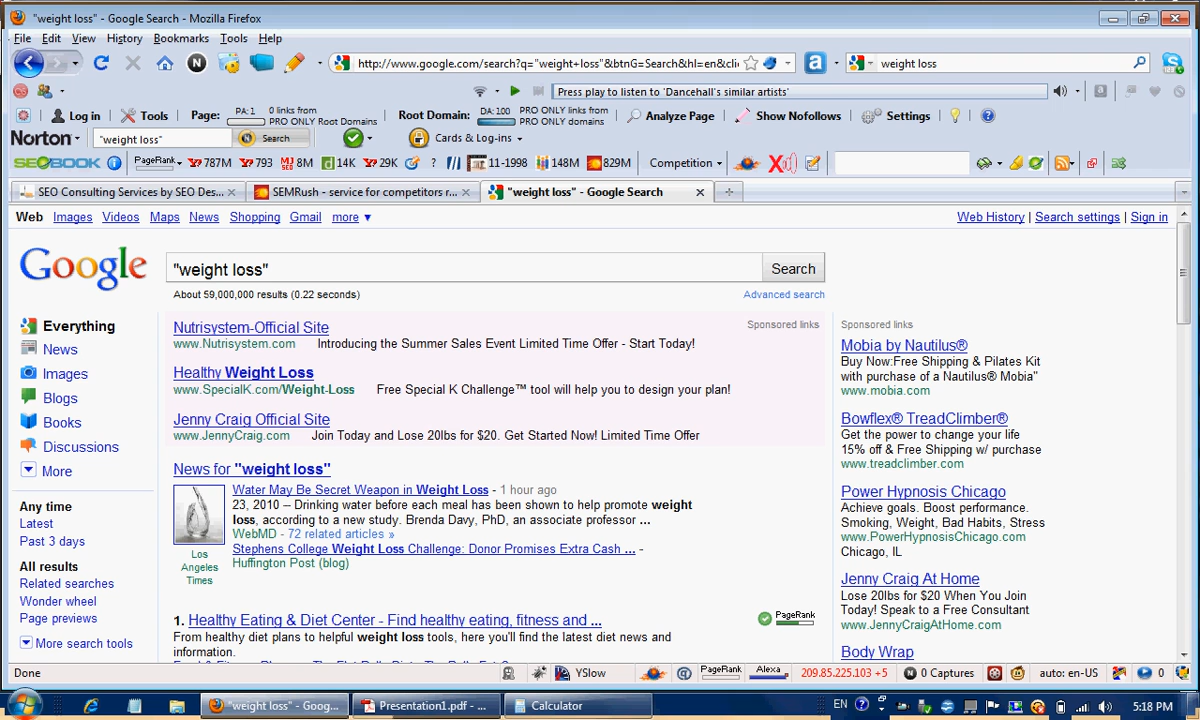 "weight loss" - Google Search - Mozilla Firefox
File Edit View History Bookmarks Tools Help
http://www.google.com/search?q="weight+loss"&btnG=Search&hl=en&clie
weight loss
Press play to listen to 'Dancehall's similar artists'
Log in Tools Page: PA: 1 0 links from PRO ONLY Root Domains Root Domain: DA: 100 PRO ONLY links from PRO ONLY domains Analyze Page Show Nofollows Settings
Norton "weight loss" Search Cards & Log-ins
SEOBOOK PageRank 787M 793 MJ SEO 8M 14K 29K ? 11-1998 148M 829M Competition
SEO Consulting Services by SEO Des... SEMRush - service for competitors r... "weight loss" - Google Search
Web Images Videos Maps News Shopping Gmail more ▼ Web History | Search settings | Sign in
Google "weight loss" Search
About 59,000,000 results (0.22 seconds) Advanced search
Everything
News
Images
Blogs
Books
Discussions
More
Any time
Latest
Past 3 days
All results
Related searches
Wonder wheel
Page previews
More search tools
Sponsored links
Nutrisystem-Official Site
www.Nutrisystem.com Introducing the Summer Sales Event Limited Time Offer - Start Today!
Healthy Weight Loss
www.SpecialK.com/Weight-Loss Free Special K Challenge™ tool will help you to design your plan!
Jenny Craig Official Site
www.JennyCraig.com Join Today and Lose 20lbs for $20. Get Started Now! Limited Time Offer
News for "weight loss"
Water May Be Secret Weapon in Weight Loss - 1 hour ago
23, 2010 -- Drinking water before each meal has been shown to help promote weight
loss, according to a new study. Brenda Davy, PhD, an associate professor ...
WebMD - 72 related articles »
Stephens College Weight Loss Challenge: Donor Promises Extra Cash ... -
Huffington Post (blog)
Los
Angeles
Times
1. Healthy Eating & Diet Center - Find healthy eating, fitness and ...
PageRank
From healthy diet plans to helpful weight loss tools, here you'll find the latest diet news and
information.
Sponsored links
Mobia by Nautilus®
Buy Now:Free Shipping & Pilates Kit
with purchase of a Nautilus® Mobia"
www.mobia.com
Bowflex® TreadClimber®
Get the power to change your life
15% off & Free Shipping w/ purchase
www.treadclimber.com
Power Hypnosis Chicago
Achieve goals. Boost performance.
Smoking, Weight, Bad Habits, Stress
www.PowerHypnosisChicago.com
Chicago, IL
Jenny Craig At Home
Lose 20lbs for $20 When You Join
Today! Speak to a Free Consultant
www.JennyCraigAtHome.com
Body Wrap
Done YSlow PageRank Alexa 209.85.225.103 +5 0 Captures auto: en-US 0
"weight loss" - Goog... Presentation1.pdf - ... Calculator EN 5:18 PM